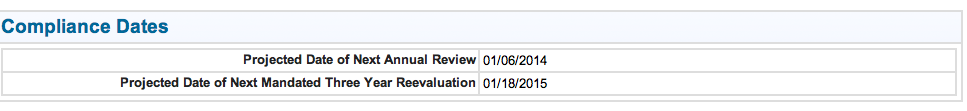 Compliance Dates
Projected Date of Next Annual Review 01/06/2014
Projected Date of Next Mandated Three Year Reevaluation 01/18/2015